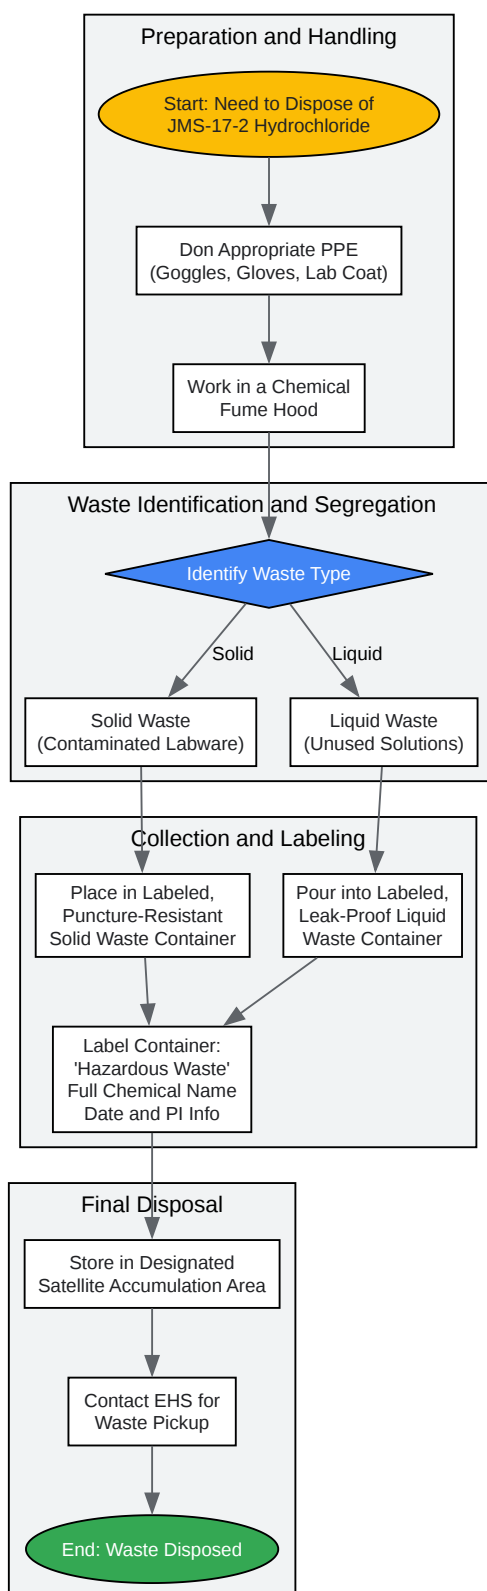 Preparation and Handling
Start: Need to Dispose of
JMS-17-2 Hydrochloride
Don Appropriate PPE
(Goggles, Gloves, Lab Coat)
Work in a Chemical
Fume Hood
Waste Identification and Segregation
Identify Waste Type
Solid
Liquid
Solid Waste
(Contaminated Labware)
Liquid Waste
(Unused Solutions)
Collection and Labeling
Place in Labeled,
Puncture-Resistant
Solid Waste Container
Pour into Labeled,
Leak-Proof Liquid
Waste Container
Label Container:
'Hazardous Waste'
Full Chemical Name
Date and PI Info
Final Disposal
Store in Designated
Satellite Accumulation Area
Contact EHS for
Waste Pickup
End: Waste Disposed